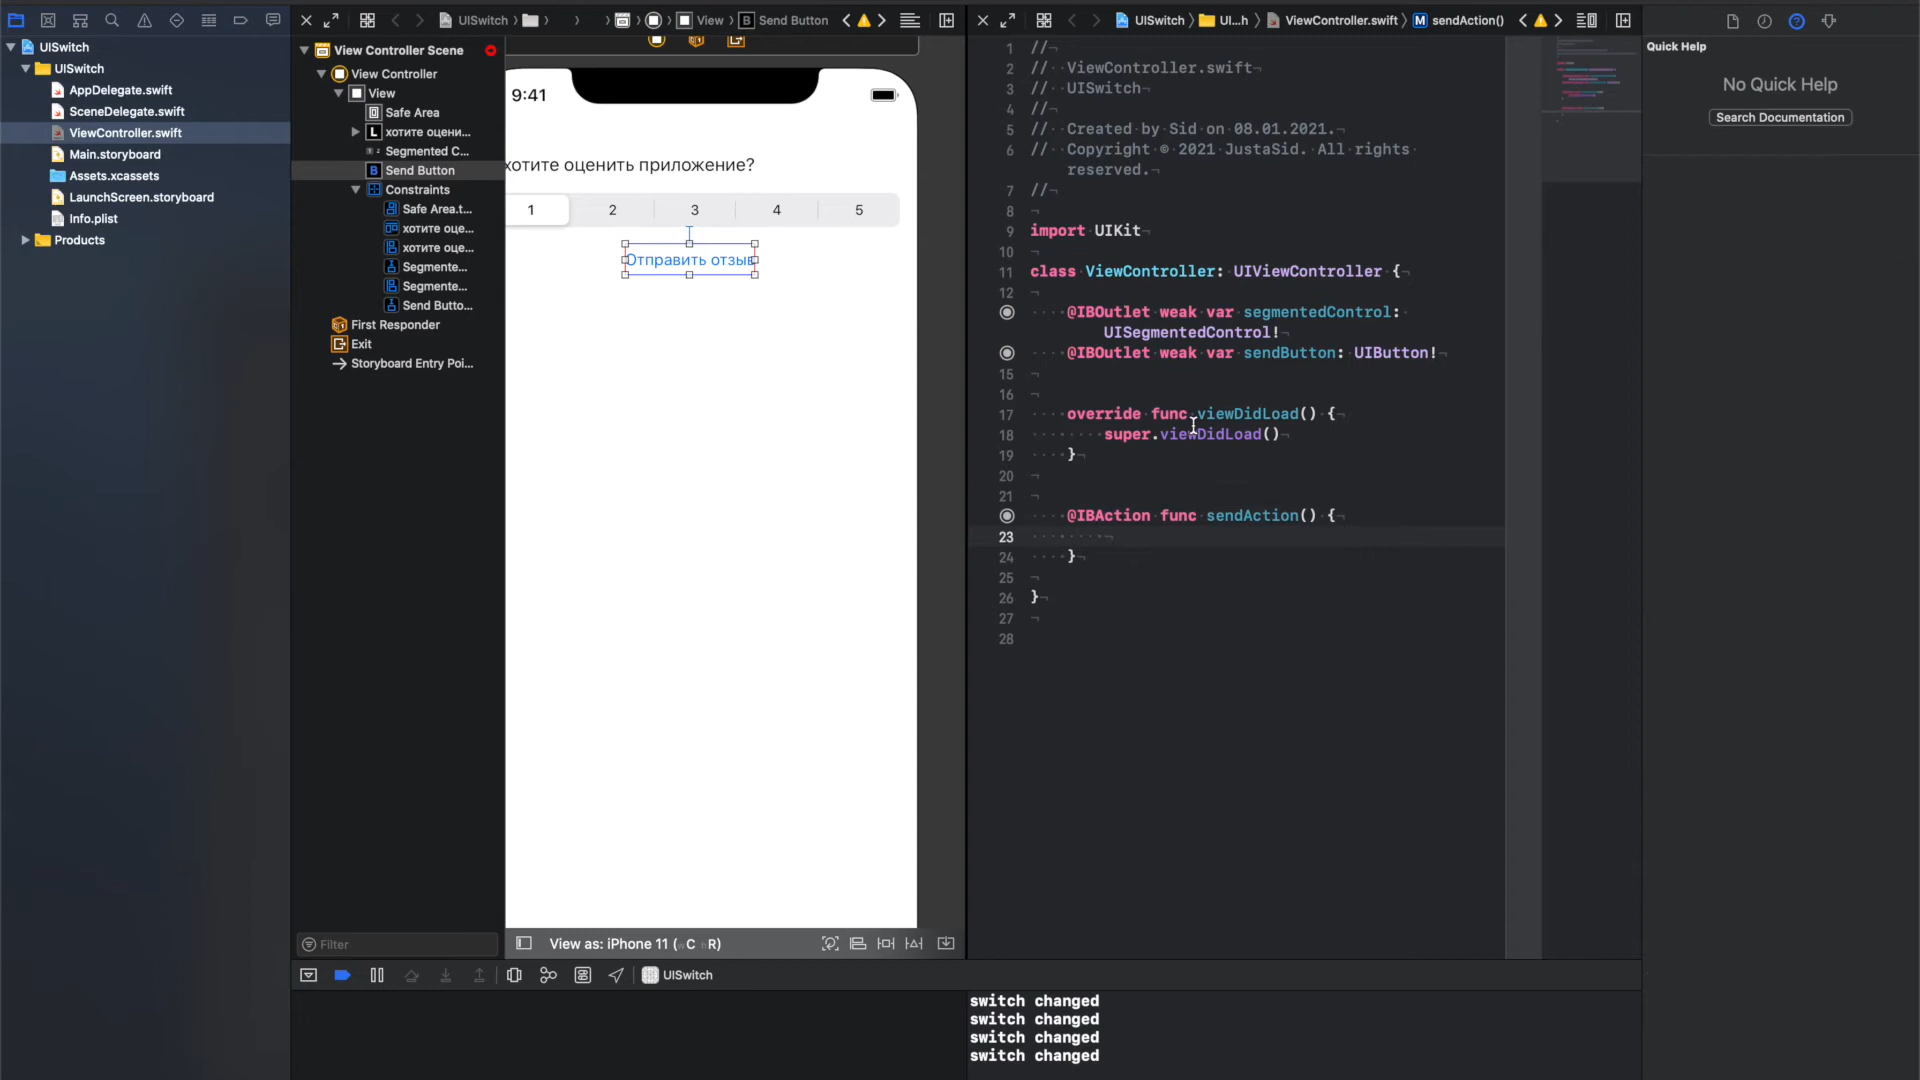 UISwitch
View
B Send Button
UISwitch
UI...h
ViewController.swift
M sendAction()
UISwitch
UISwitch
AppDelegate.swift
SceneDelegate.swift
ViewController.swift
Main.storyboard
Assets.xcassets
LaunchScreen.storyboard
Info.plist
Products
View Controller Scene
View Controller
View
Safe Area
L хотите оцени...
Segmented C...
B Send Button
Constraints
Safe Area.t...
хотите оце...
хотите оце...
Segmente...
Segmente...
Send Butto...
First Responder
Exit
Storyboard Entry Poi...
Filter
9:41
хотите оценить приложение?
1 2 3 4 5
Отправить отзыв
View as: iPhone 11 (wC hR)
1 //
2 // ViewController.swift
3 // UISwitch
4 //
5 // Created by Sid on 08.01.2021.
6 // Copyright © 2021 JustaSid. All rights
reserved.
7 //
8
9 import UIKit
10
11 class ViewController: UIViewController {
12
@IBOutlet weak var segmentedControl:
UISegmentedControl!
@IBOutlet weak var sendButton: UIButton!
15
16
17 override func viewDidLoad() {
18 super.viewDidLoad()
19 }
20
21
@IBAction func sendAction() {
23
24 }
25
26 }
27
28
Quick Help
No Quick Help
Search Documentation
UISwitch
switch changed
switch changed
switch changed
switch changed